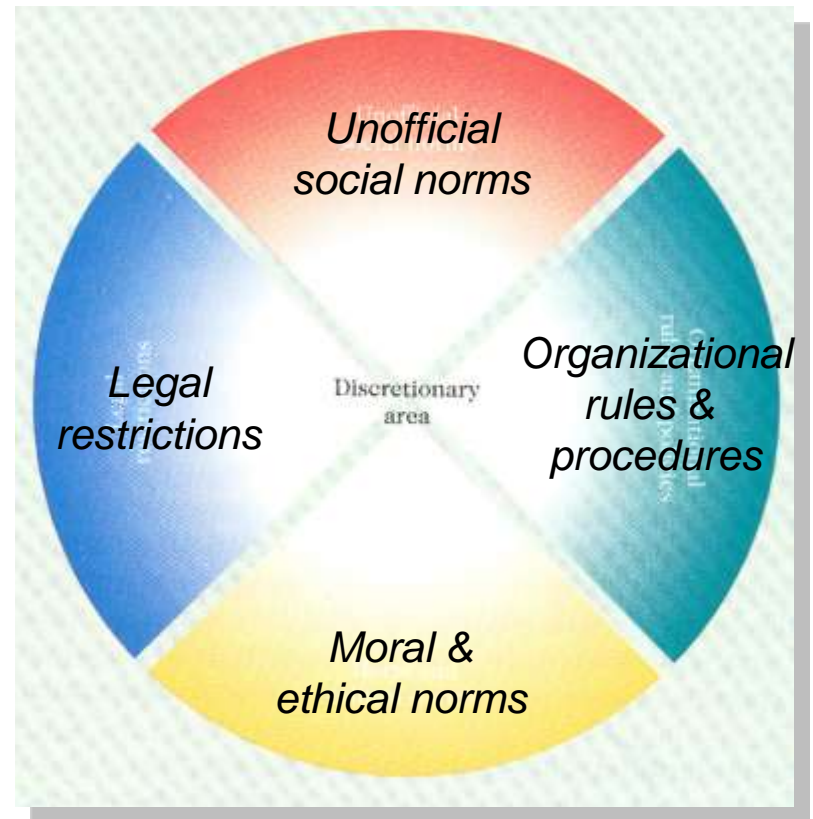 Unofficial
social norms
Legal
restrictions
Discretionary
area
Organizational
rules &
procedures
Moral &
ethical norms